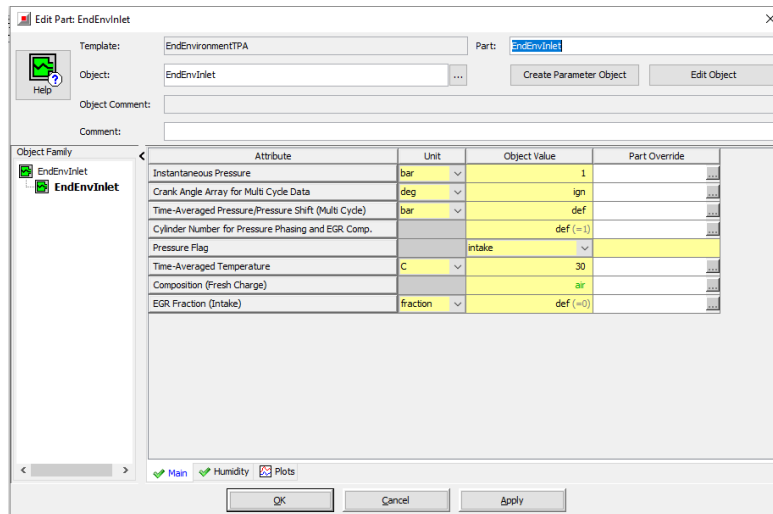 Edit Part: EndEnvInlet
Template: EndEnvironmentTPA Part: EndEnvInlet
Help
Object: EndEnvInlet ... Create Parameter Object Edit Object
Object Comment:
Comment:
Object Family
EndEnvInlet
EndEnvInlet
Attribute Unit Object Value Part Override
Instantaneous Pressure bar 1 ...
Crank Angle Array for Multi Cycle Data deg ign ...
Time-Averaged Pressure/Pressure Shift (Multi Cycle) bar def ...
Cylinder Number for Pressure Phasing and EGR Comp. def (=1) ...
Pressure Flag intake
Time-Averaged Temperature C 30 ...
Composition (Fresh Charge) air ...
EGR Fraction (Intake) fraction def (=0) ...
Main Humidity Plots
OK Cancel Apply